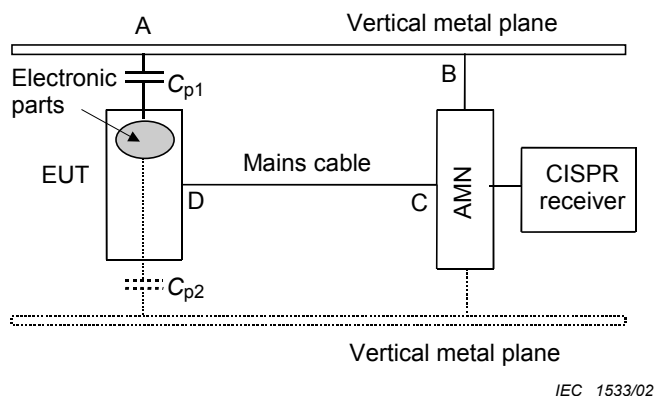 A
Vertical metal plane
Electronic
parts
Cp1
B
EUT
Mains cable
D
C
AMN
CISPR
receiver
Cp2
Vertical metal plane
IEC 1533/02